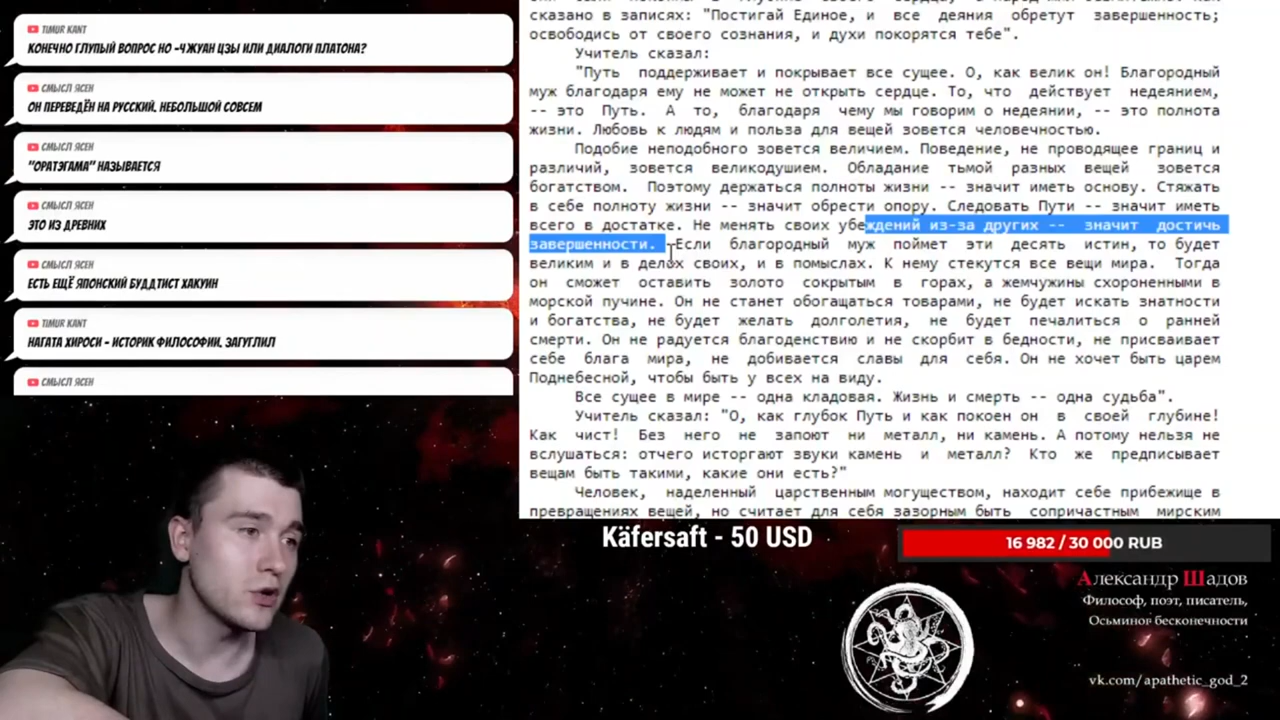 TIMUR KANT
КОНЕЧНО ГЛУПЫЙ ВОПРОС НО -ЧЖУАН ЦЗЫ ИЛИ ДИАЛОГИ ПЛАТОНА?
СМЫСЛ ЯСЕН
ОН ПЕРЕВЕДЁН НА РУССКИЙ, НЕБОЛЬШОЙ СОВСЕМ
СМЫСЛ ЯСЕН
"ОРАТЭГАМА" НАЗЫВАЕТСЯ
СМЫСЛ ЯСЕН
ЭТО ИЗ ДРЕВНИХ
СМЫСЛ ЯСЕН
ЕСТЬ ЕЩЁ ЯПОНСКИЙ БУДДТИСТ ХАКУИН
TIMUR KANT
НАГАТА ХИРОСИ - ИСТОРИК ФИЛОСОФИИ, ЗАГУГЛИЛ
СМЫСЛ ЯСЕН
сказано в записях: "Постигай Единое, и все деяния обретут завершенность;
освободись от своего сознания, и духи покорятся тебе".
Учитель сказал:
"Путь поддерживает и покрывает все сущее. О, как велик он! Благородный
муж благодаря ему не может не открыть сердце. То, что действует недеянием,
-- это Путь. А то, благодаря чему мы говорим о недеянии, -- это полнота
жизни. Любовь к людям и польза для вещей зовется человечностью.
Подобие неподобного зовется величием. Поведение, не проводящее границ и
различий, зовется великодушием. Обладание тьмой разных вещей зовется
богатством. Поэтому держаться полноты жизни -- значит иметь основу. Стяжать
в себе полноту жизни -- значит обрести опору. Следовать Пути -- значит иметь
всего в достатке. Не менять своих убеждений из-за других -- значит достичь
завершенности. Если благородный муж поймет эти десять истин, то будет
великим и в делах своих, и в помыслах. К нему стекутся все вещи мира. Тогда
он сможет оставить золото сокрытым в горах, а жемчужины схороненными в
морской пучине. Он не станет обогащаться товарами, не будет искать знатности
и богатства, не будет желать долголетия, не будет печалиться о ранней
смерти. Он не радуется благоденствию и не скорбит в бедности, не присваивает
себе блага мира, не добивается славы для себя. Он не хочет быть царем
Поднебесной, чтобы быть у всех на виду.
Все сущее в мире -- одна кладовая. Жизнь и смерть -- одна судьба".
Учитель сказал: "О, как глубок Путь и как покоен он в своей глубине!
Как чист! Без него не запоют ни металл, ни камень. А потому нельзя не
вслушаться: отчего исторгают звуки камень и металл? Кто же предписывает
вещам быть такими, какие они есть?"
Человек, наделенный царственным могуществом, находит себе прибежище в
превращениях вещей, но считает для себя зазорным быть сопричастным мирским
Käfersaft - 50 USD
16 982 / 30 000 RUB
Александр Шадов
Философ, поэт, писатель,
Осьминог бесконечности
vk.com/apathetic_god_2